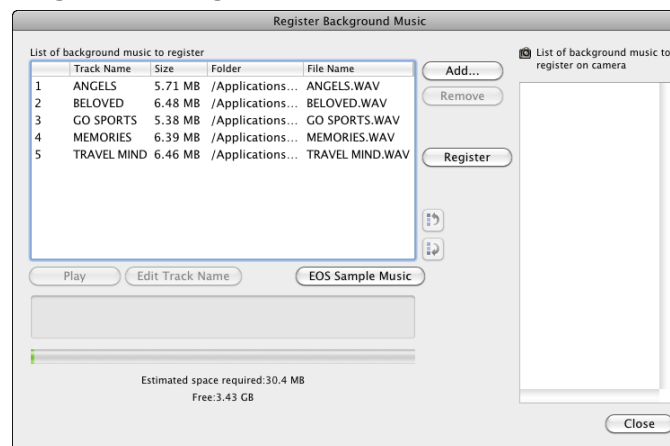 Register Background Music
List of background music to register
Track Name Size Folder File Name
1 ANGELS 5.71 MB /Applications... ANGELS.WAV
2 BELOVED 6.48 MB /Applications... BELOVED.WAV
3 GO SPORTS 5.38 MB /Applications... GO SPORTS.WAV
4 MEMORIES 6.39 MB /Applications... MEMORIES.WAV
5 TRAVEL MIND 6.46 MB /Applications... TRAVEL MIND.WAV
Add...
Remove
Register
Play
Edit Track Name
EOS Sample Music
Estimated space required:30.4 MB
Free:3.43 GB
List of background music to
register on camera
Close